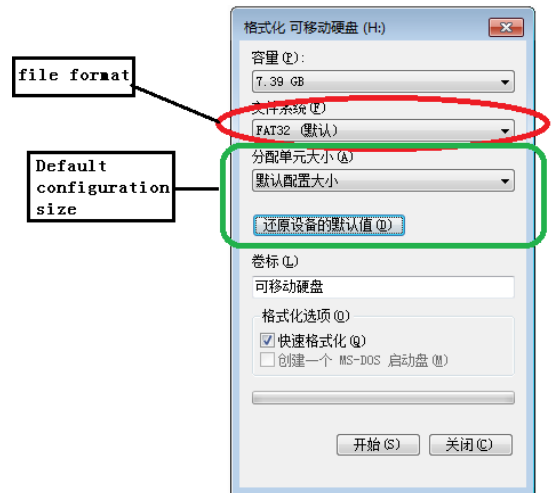 格式化 可移动硬盘 (H:)
容量(P):
7.39 GB
file format
文件系统(F)
FAT32 (默认)
分配单元大小(A)
Default
configuration
size
默认配置大小
还原设备的默认值(D)
卷标(L)
可移动硬盘
格式化选项(O)
快速格式化(Q)
创建一个 MS-DOS 启动盘(M)
开始(S)
关闭(C)